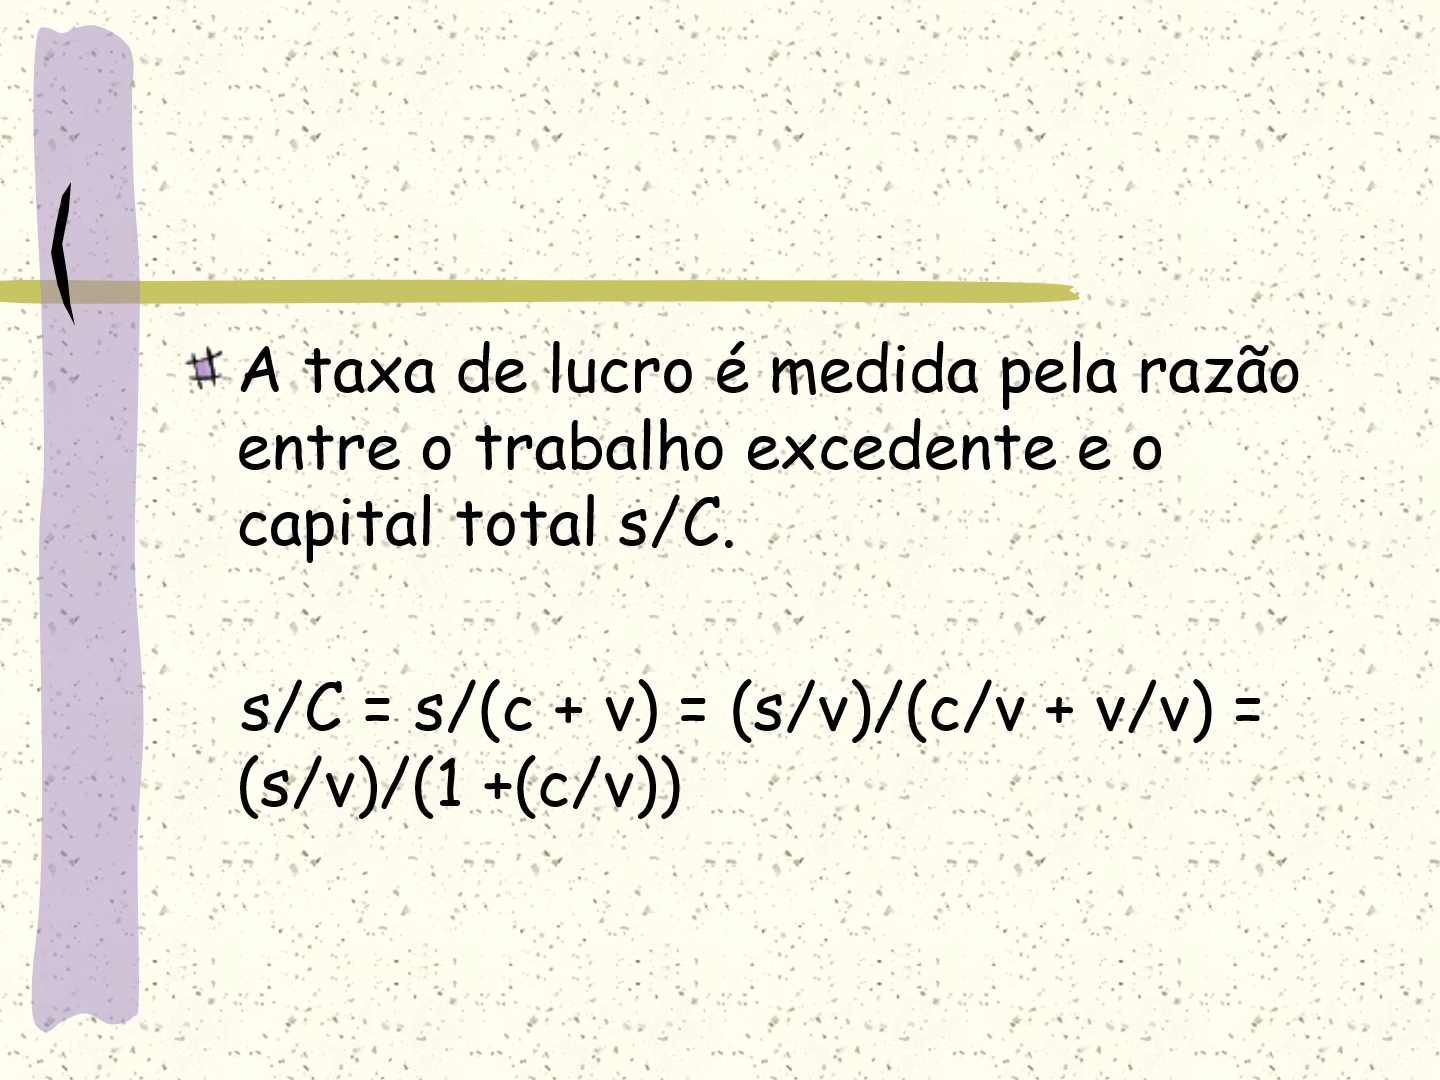 A taxa de lucro é medida pela razão
entre o trabalho excedente e o
capital total s/C.
s/C = s/(c + v) = (s/v)/(c/v + v/v) =
(s/v)/(1 +(c/v))